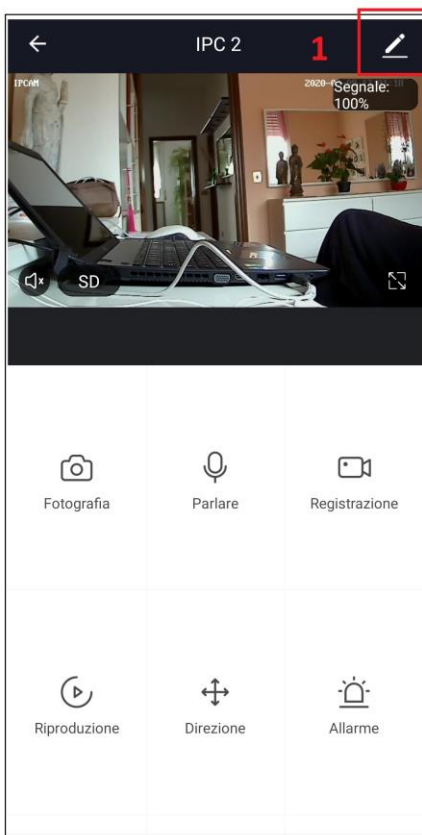 IPC 2
1
IPCAM
Segnale:
100%
SD
Fotografia
Parlare
Registrazione
Riproduzione
Direzione
Allarme